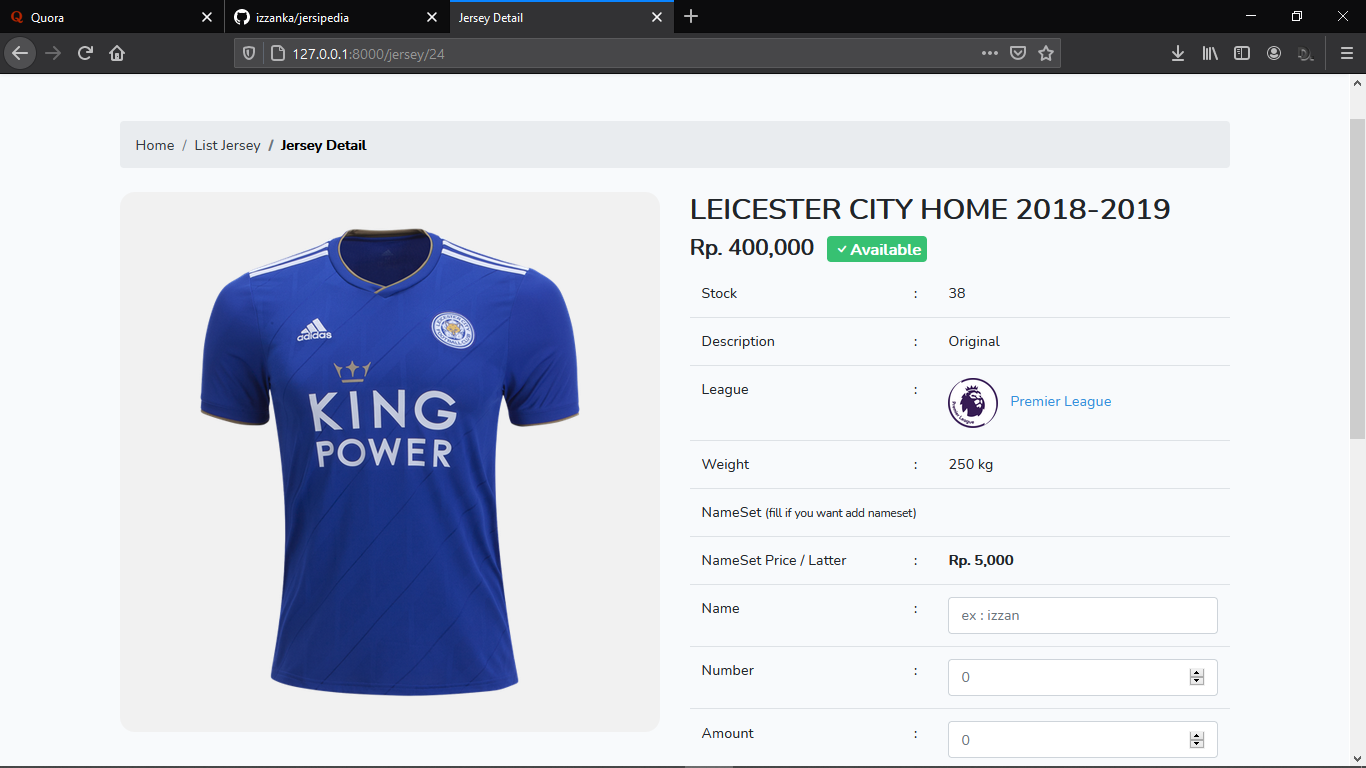 Quora
izzanka/jersipedia
Jersey Detail
127.0.0.1:8000/jersey/24
Home / List Jersey / Jersey Detail
adidas
KING
POWER
LEICESTER CITY HOME 2018-2019
Rp. 400,000 Available
Stock : 38
Description : Original
League : Premier League
Premier League
Weight : 250 kg
NameSet (fill if you want add nameset)
NameSet Price / Latter : Rp. 5,000
Name : ex : izzan
Number : 0
Amount : 0